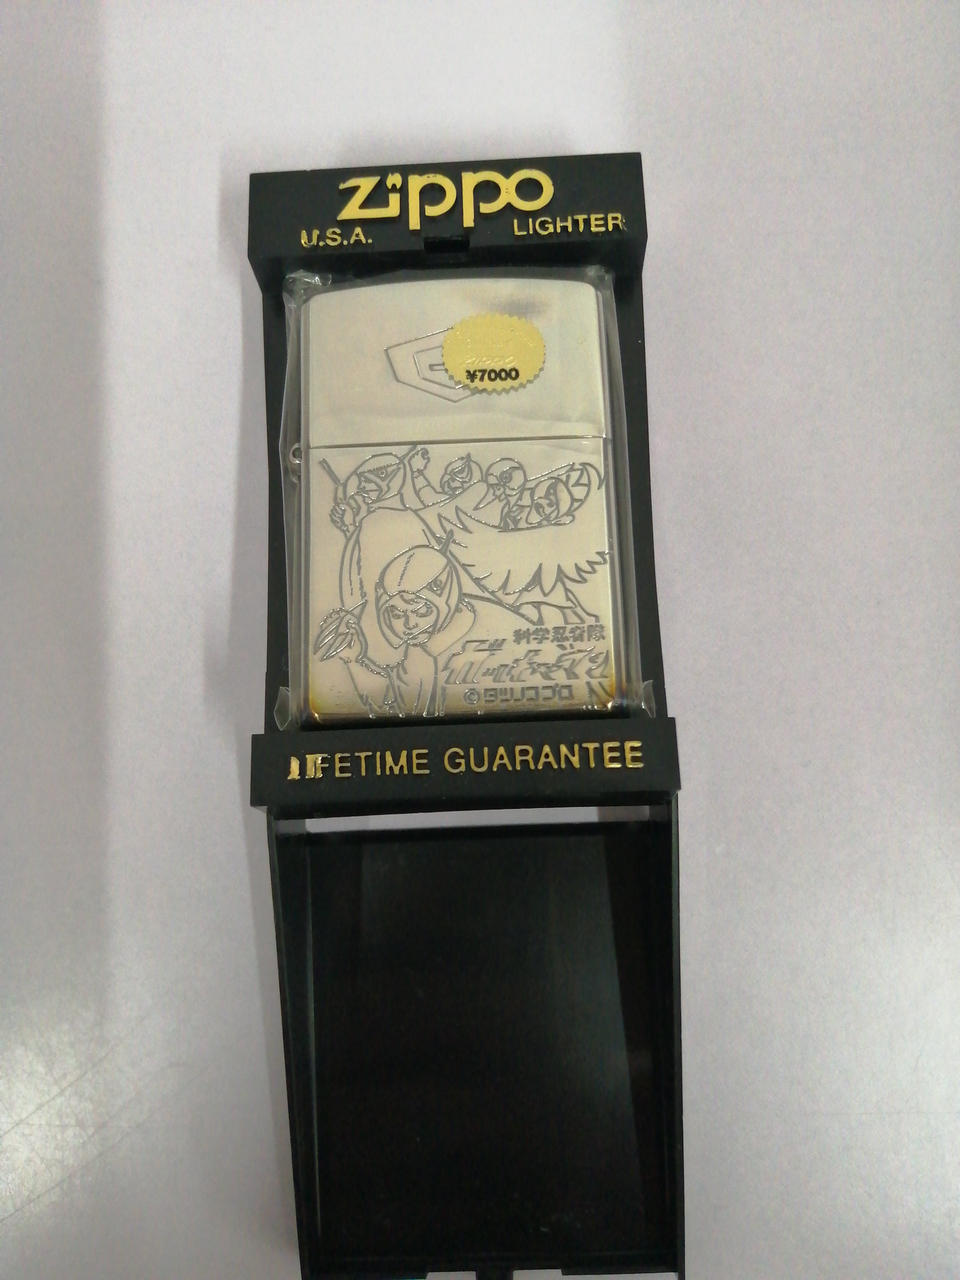 zippo
U.S.A.
LIGHTER
ZIPPO
¥7000
科学忍者隊
ガッチャマン
©タツノコプロ
LIFETIME GUARANTEE